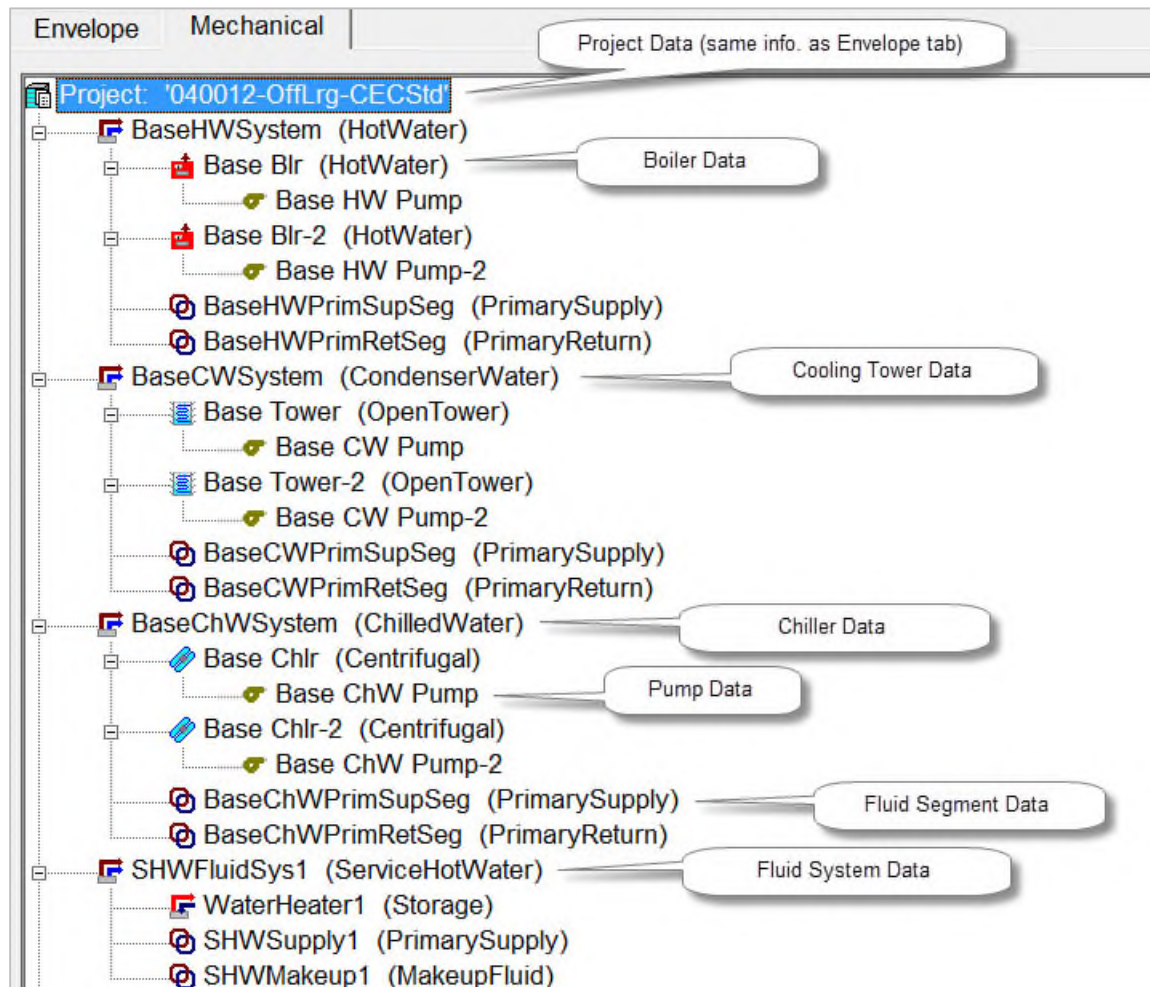 Envelope Mechanical
Project Data (same info. as Envelope tab)
Project: '040012-OffLrg-CECStd'
BaseHWSystem (HotWater)
Base Blr (HotWater)
Boiler Data
Base HW Pump
Base Blr-2 (HotWater)
Base HW Pump-2
BaseHWPrimSupSeg (PrimarySupply)
BaseHWPrimRetSeg (PrimaryReturn)
BaseCWSystem (CondenserWater)
Cooling Tower Data
Base Tower (OpenTower)
Base CW Pump
Base Tower-2 (OpenTower)
Base CW Pump-2
BaseCWPrimSupSeg (PrimarySupply)
BaseCWPrimRetSeg (PrimaryReturn)
BaseChWSystem (ChilledWater)
Chiller Data
Base Chlr (Centrifugal)
Base ChW Pump
Pump Data
Base Chlr-2 (Centrifugal)
Base ChW Pump-2
BaseChWPrimSupSeg (PrimarySupply)
Fluid Segment Data
BaseChWPrimRetSeg (PrimaryReturn)
SHWFluidSys1 (ServiceHotWater)
Fluid System Data
WaterHeater1 (Storage)
SHWSupply1 (PrimarySupply)
SHWMakeup1 (MakeupFluid)